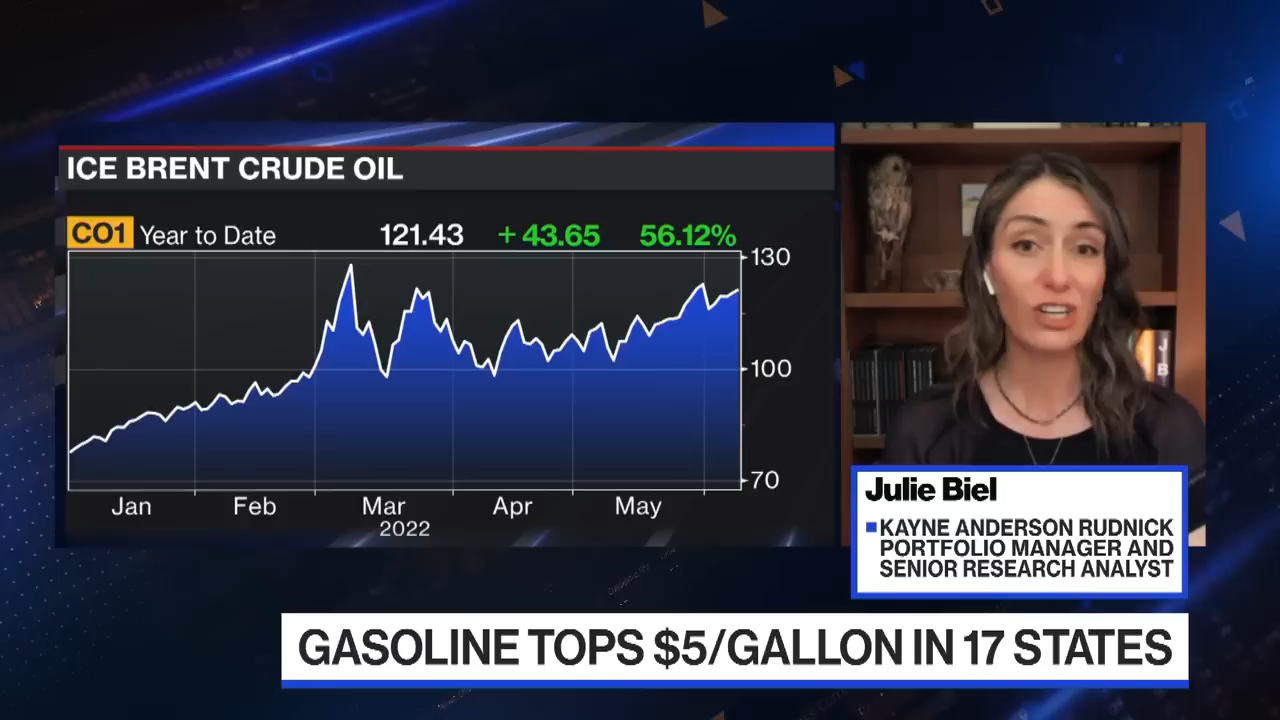 ICE BRENT CRUDE OIL
CO1 Year to Date 121.43 + 43.65 56.12%
130
100
70
Jan Feb Mar Apr May
2022
J
B
Julie Biel
KAYNE ANDERSON RUDNICK
PORTFOLIO MANAGER AND
SENIOR RESEARCH ANALYST
GASOLINE TOPS $5/GALLON IN 17 STATES